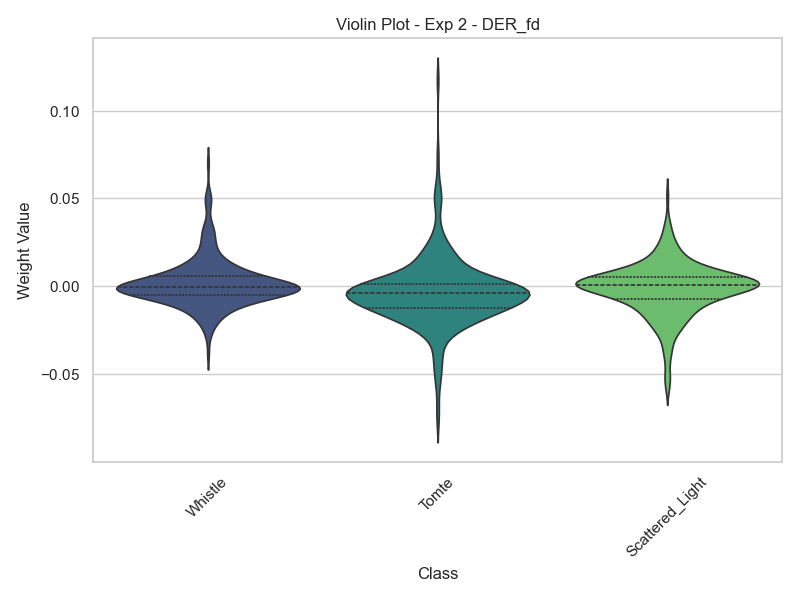 Violin Plot - Exp 2 - DER_fd
Weight Value
0.10
0.05
0.00
−0.05
Whistle
Tomte
Scattered_Light
Class